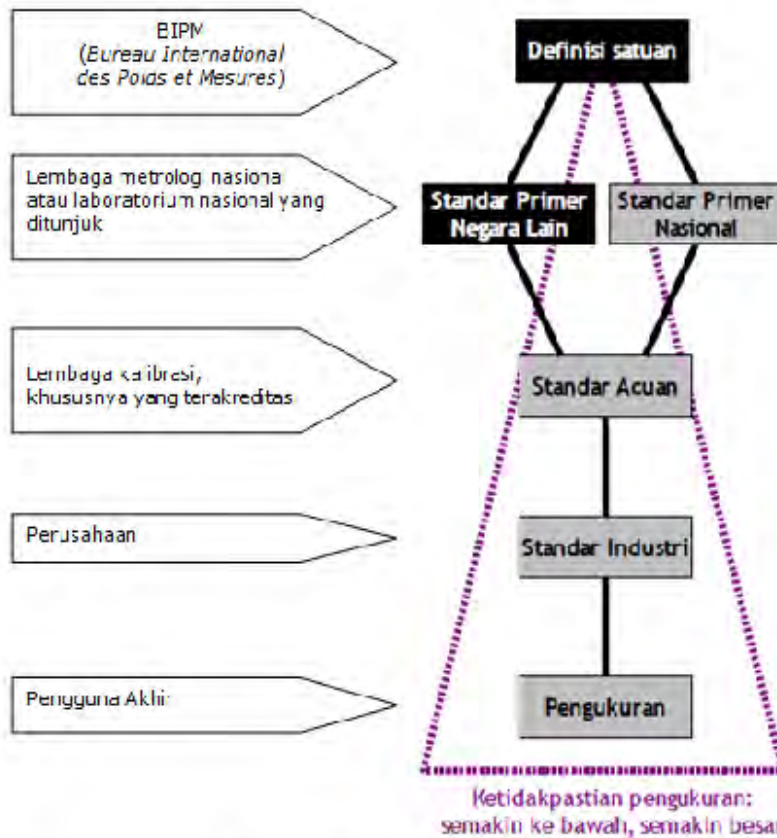 BIPM
(Bureau International
des Poids et Mesures)
Definisi satuan
Lembaga metrologi nasiona
atau laboratorium nasional yang
ditunjuk
Standar Primer
Negara Lain
Standar Primer
Nasional
Lembaga kalibrasi,
khususnya yang terakreditas
Standar Acuan
Perusahaan
Standar Industri
Pengguna Akhir
Pengukuran
Ketidakpastian pengukuran:
semakin ke bawah, semakin besar